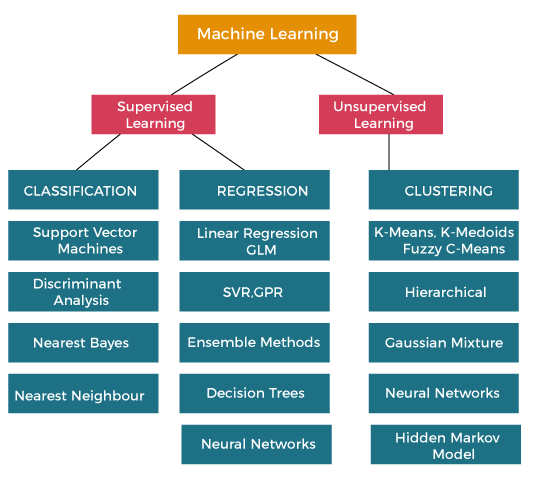 Machine Learning
Supervised
Learning
Unsupervised
Learning
CLASSIFICATION
Support Vector
Machines
Discriminant
Analysis
Nearest Bayes
Nearest Neighbour
REGRESSION
Linear Regression
GLM
SVR,GPR
Ensemble Methods
Decision Trees
Neural Networks
CLUSTERING
K-Means, K-Medoids
Fuzzy C-Means
Hierarchical
Gaussian Mixture
Neural Networks
Hidden Markov
Model